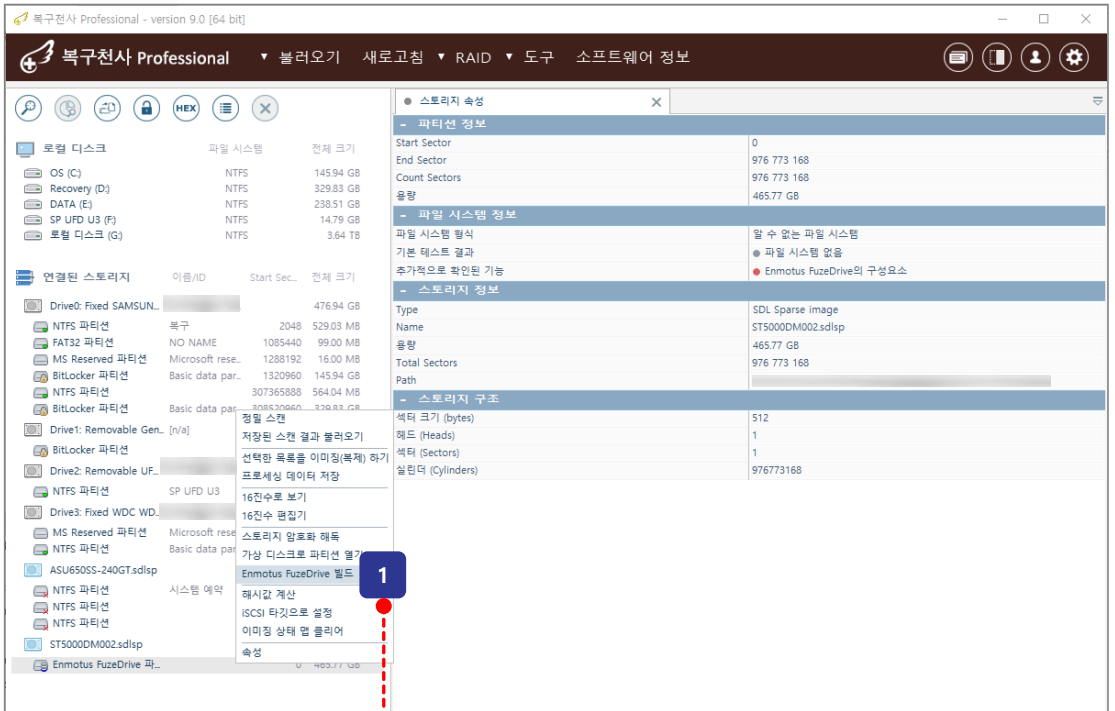 복구천사 Professional - version 9.0 [64 bit]
복구천사 Professional ▼ 불러오기 새로고침 ▼ RAID ▼ 도구 소프트웨어 정보
HEX
로컬 디스크 파일 시스템 전체 크기
OS (C:) NTFS 145.94 GB
Recovery (D:) NTFS 329.83 GB
DATA (E:) NTFS 238.51 GB
SP UFD U3 (F:) NTFS 14.79 GB
로컬 디스크 (G:) NTFS 3.64 TB
연결된 스토리지 이름/ID Start Sec... 전체 크기
Drive0: Fixed SAMSUN... 476.94 GB
NTFS 파티션 복구 2048 529.03 MB
FAT32 파티션 NO NAME 1085440 99.00 MB
MS Reserved 파티션 Microsoft rese... 1288192 16.00 MB
BitLocker 파티션 Basic data par... 1320960 145.94 GB
NTFS 파티션 307365888 564.04 MB
BitLocker 파티션 Basic data par... 308520960 329.83 GB
Drive1: Removable Gen... [n/a]
BitLocker 파티션
Drive2: Removable UF...
NTFS 파티션 SP UFD U3
Drive3: Fixed WDC WD...
MS Reserved 파티션 Microsoft rese
NTFS 파티션 Basic data par
ASU650SS-240GT.sdlsp
NTFS 파티션 시스템 예약
NTFS 파티션
NTFS 파티션
ST5000DM002.sdlsp
Enmotus FuzeDrive 파... 0 465.77 GB
정밀 스캔
저장된 스캔 결과 불러오기
선택한 목록을 이미징(복제) 하기
프로세싱 데이터 저장
16진수로 보기
16진수 편집기
스토리지 암호화 해독
가상 디스크로 파티션 열기
Enmotus FuzeDrive 빌드
1
해시값 계산
iSCSI 타깃으로 설정
이미징 상태 맵 클리어
속성
스토리지 속성
- 파티션 정보
Start Sector 0
End Sector 976 773 168
Count Sectors 976 773 168
용량 465.77 GB
- 파일 시스템 정보
파일 시스템 형식 알 수 없는 파일 시스템
기본 테스트 결과 파일 시스템 없음
추가적으로 확인된 기능 Enmotus FuzeDrive의 구성요소
- 스토리지 정보
Type SDL Sparse image
Name ST5000DM002.sdlsp
용량 465.77 GB
Total Sectors 976 773 168
Path
- 스토리지 구조
섹터 크기 (bytes) 512
헤드 (Heads) 1
섹터 (Sectors) 1
실린더 (Cylinders) 976773168